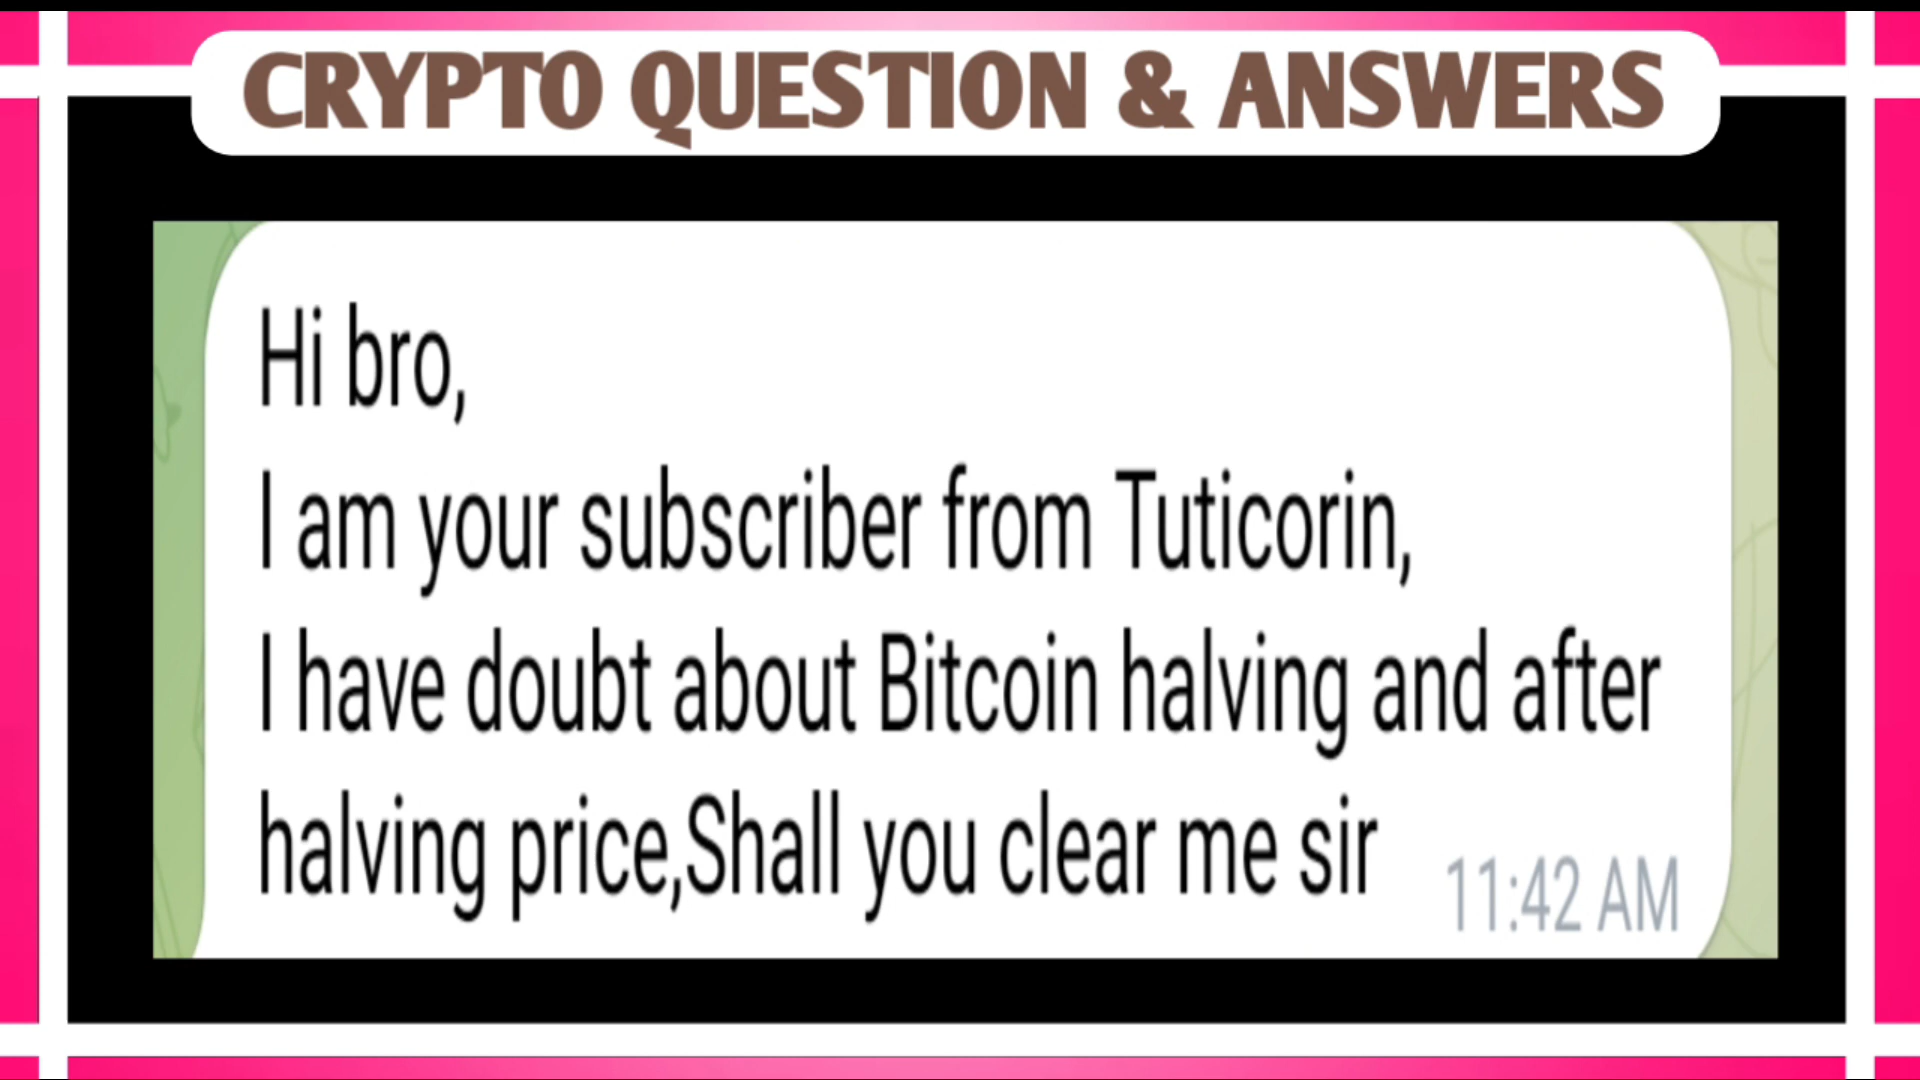 CRYPTO QUESTION & ANSWERS
Hi bro,
I am your subscriber from Tuticorin,
I have doubt about Bitcoin halving and after
halving price,Shall you clear me sir
11:42 AM